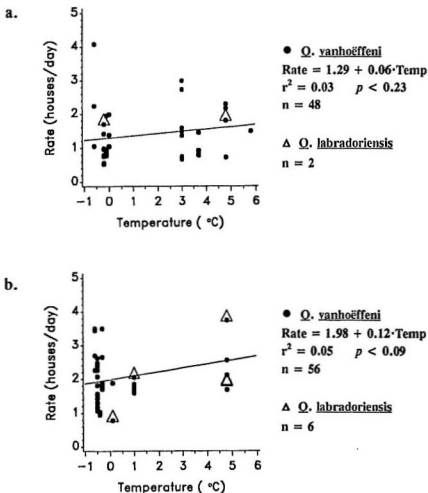 a.
5
4
3
2
1
0
Rate (houses/day)
-1 0 1 2 3 4 5 6
Temperature ( °C)
● O. vanhoëffeni
Rate = 1.29 + 0.06·Temp
r² = 0.03 p < 0.23
n = 48
Δ O. labradoriensis
n = 2
b.
5
4
3
2
1
0
Rate (houses/day)
-1 0 1 2 3 4 5 6
Temperature ( °C)
● O. vanhoëffeni
Rate = 1.98 + 0.12·Temp
r² = 0.05 p < 0.09
n = 56
Δ O. labradoriensis
n = 6